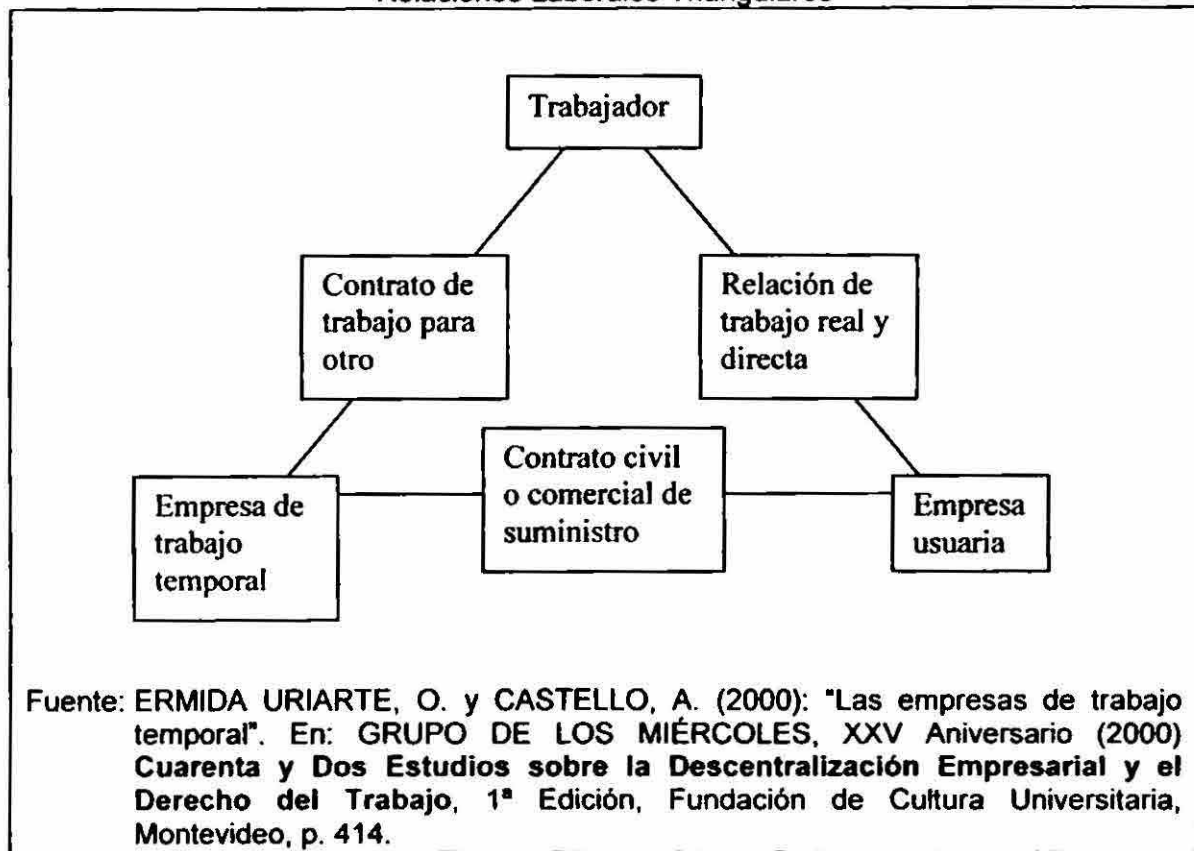 Relaciones Laborales Triangulares
Trabajador
Contrato de
trabajo para
otro
Relación de
trabajo real y
directa
Contrato civil
o comercial de
suministro
Empresa de
trabajo
temporal
Empresa
usuaria
Fuente: ERMIDA URIARTE, O. y CASTELLO, A. (2000): "Las empresas de trabajo
temporal". En: GRUPO DE LOS MIÉRCOLES, XXV Aniversario (2000)
Cuarenta y Dos Estudios sobre la Descentralización Empresarial y el
Derecho del Trabajo, 1ª Edición, Fundación de Cultura Universitaria,
Montevideo, p. 414.